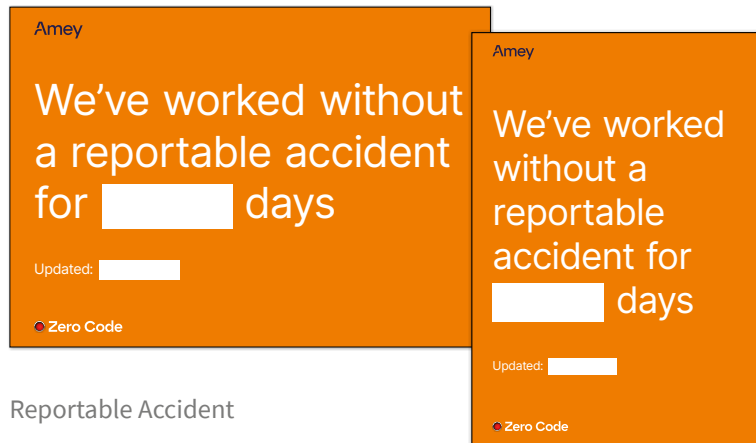 Amey
We’ve worked without
a reportable accident
for days
Updated:
Zero Code
Amey
We’ve worked
without a
reportable
accident for
days
Updated:
Zero Code
Reportable Accident